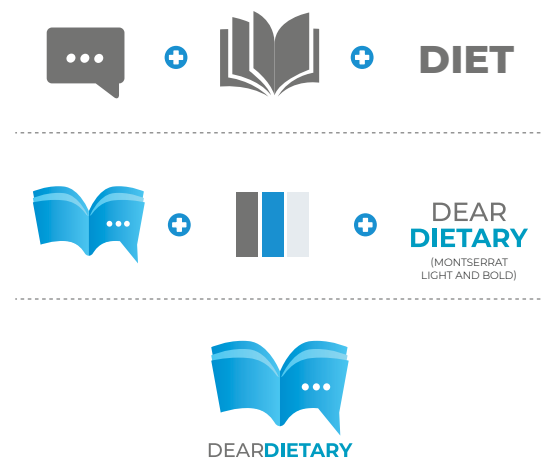 DIET
DEAR
DIETARY
(MONTSERRAT
LIGHT AND BOLD)
DEARDIETARY